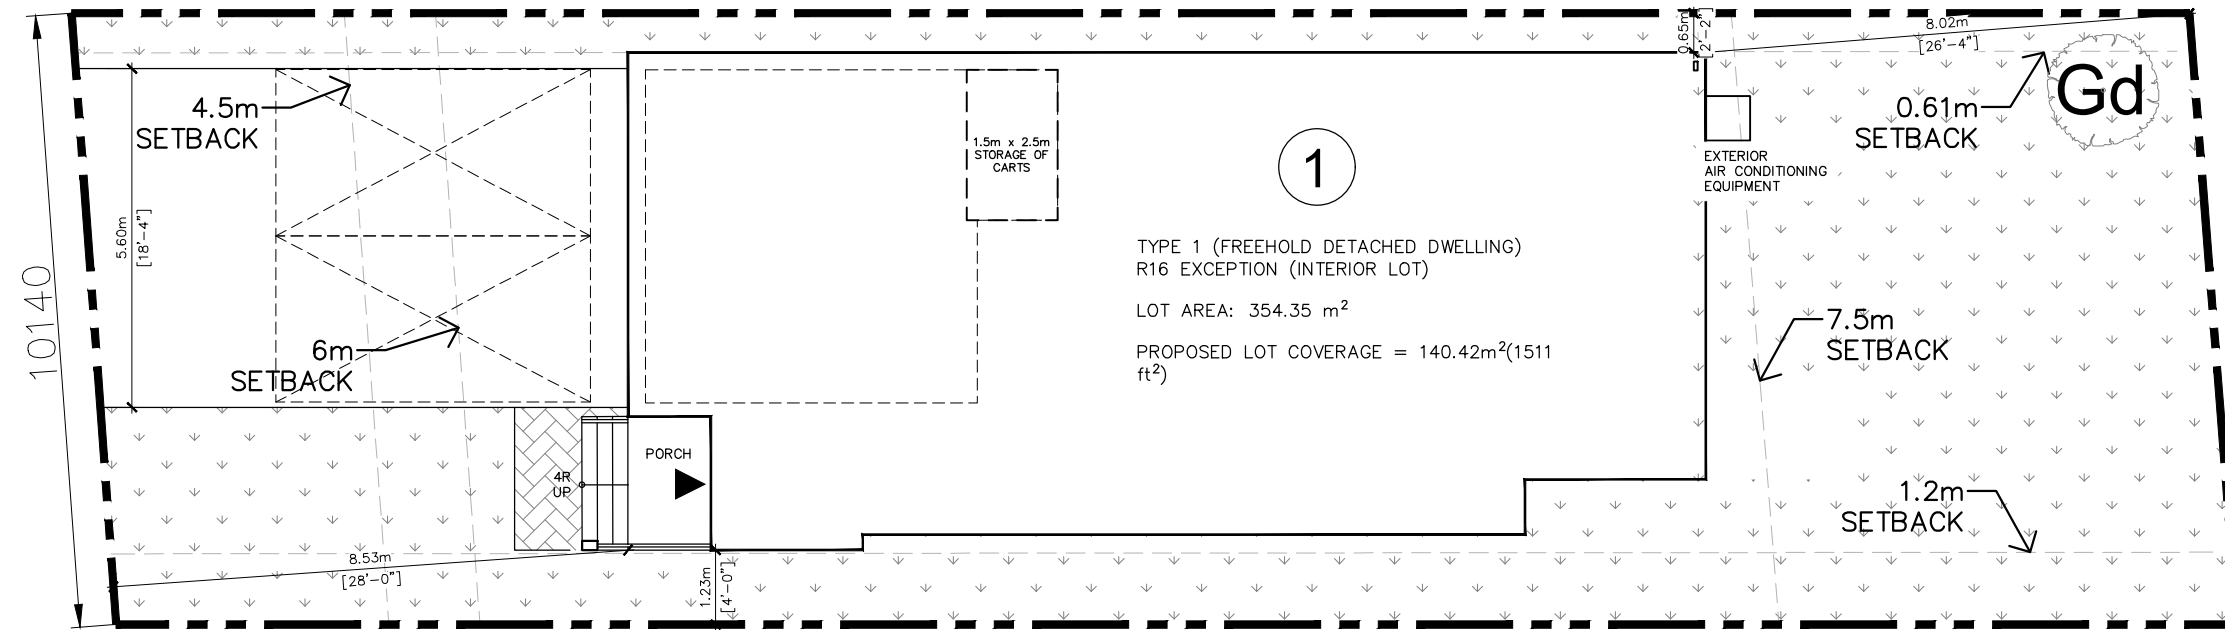 0.65m
[2'-2"]
8.02m
[26'-4"]
4.5m
SETBACK
0.61m
SETBACK
Gd
1.5m x 2.5m
STORAGE OF
CARTS
1
EXTERIOR
AIR CONDITIONING
EQUIPMENT
5.60m
[18'-4"]
10140
TYPE 1 (FREEHOLD DETACHED DWELLING)
R16 EXCEPTION (INTERIOR LOT)
LOT AREA: 354.35 m²
PROPOSED LOT COVERAGE = 140.42m²(1511
ft²)
6m
SETBACK
7.5m
SETBACK
PORCH
4R
UP
1.2m
SETBACK
8.53m
[28'-0"]
1.23m
[4'-0"]